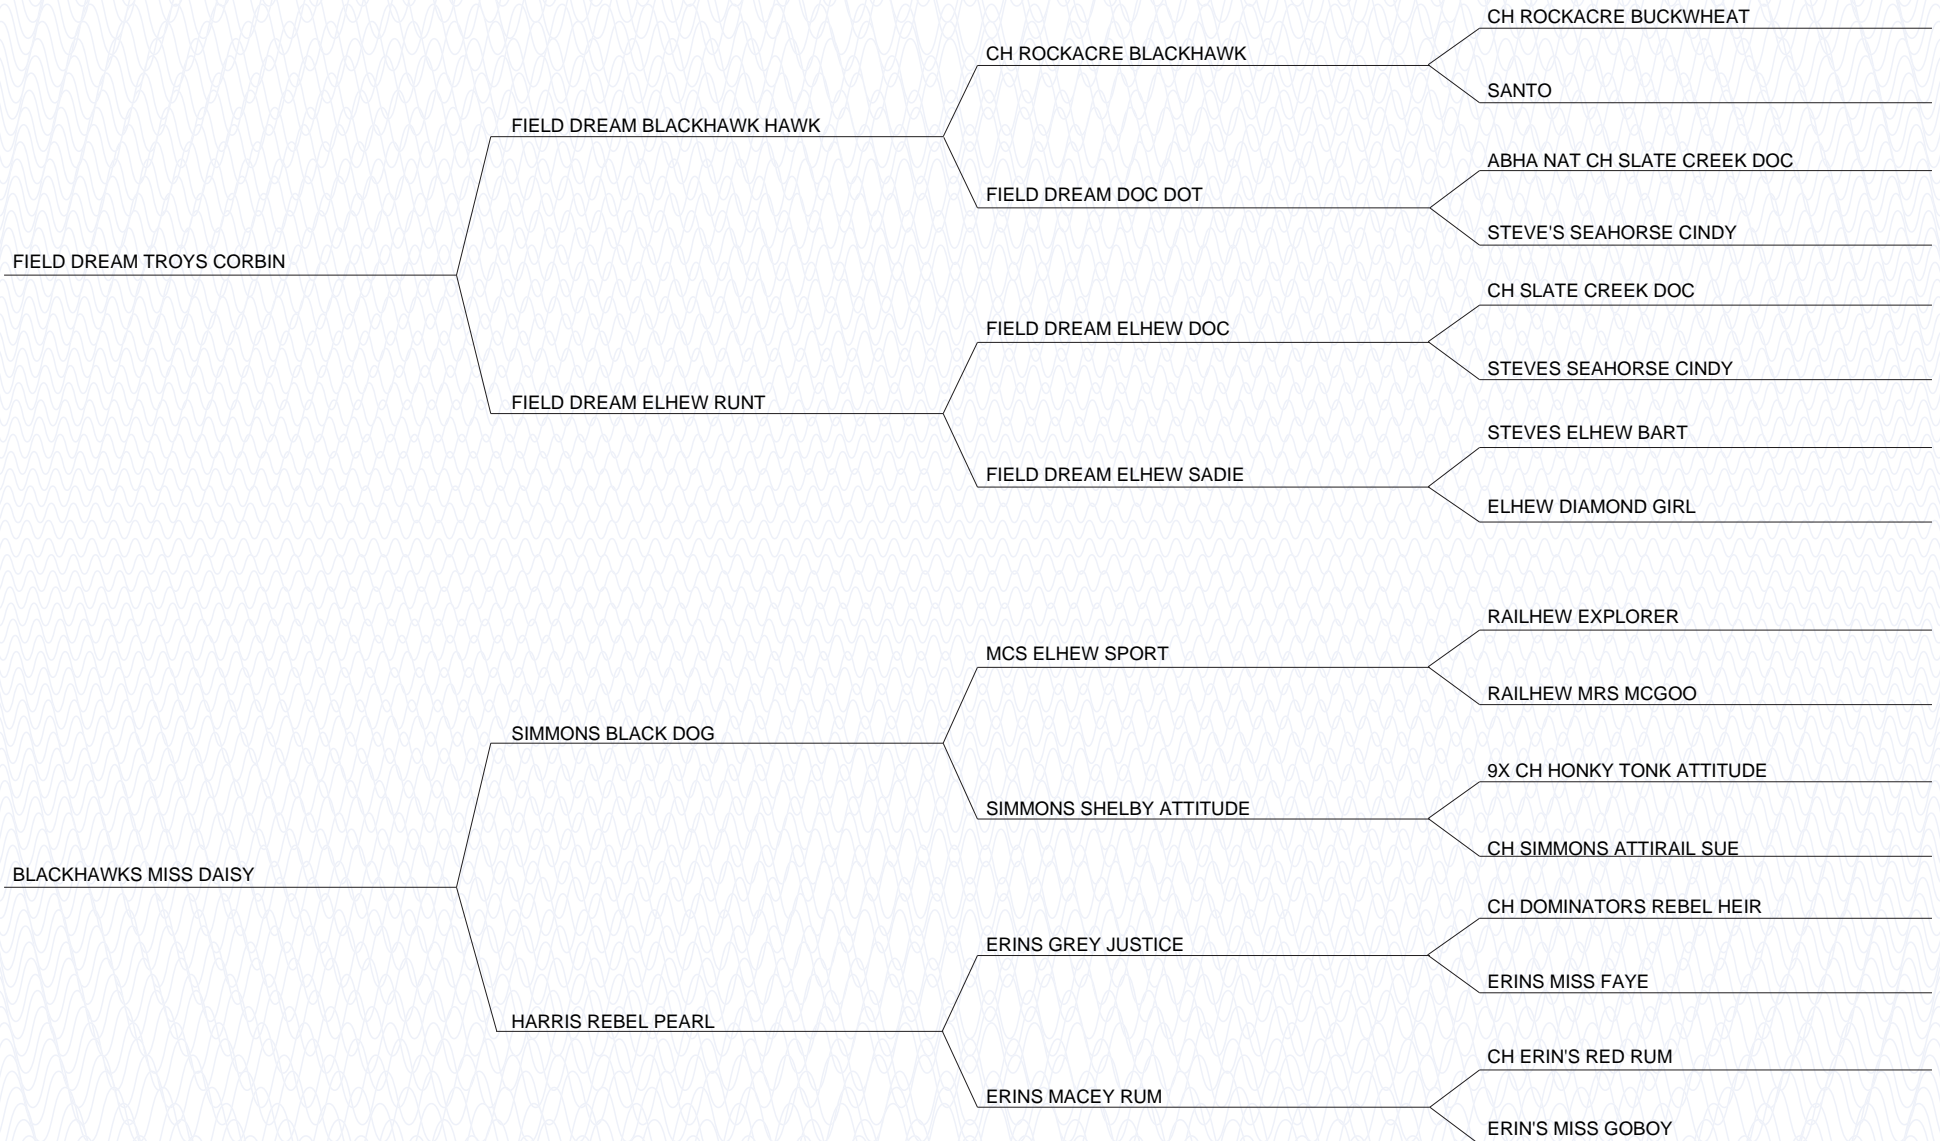 CH ROCKACRE BUCKWHEAT
CH ROCKACRE BLACKHAWK
SANTO
FIELD DREAM BLACKHAWK HAWK
ABHA NAT CH SLATE CREEK DOC
FIELD DREAM DOC DOT
STEVE'S SEAHORSE CINDY
FIELD DREAM TROYS CORBIN
CH SLATE CREEK DOC
FIELD DREAM ELHEW DOC
STEVES SEAHORSE CINDY
FIELD DREAM ELHEW RUNT
STEVES ELHEW BART
FIELD DREAM ELHEW SADIE
ELHEW DIAMOND GIRL
RAILHEW EXPLORER
MCS ELHEW SPORT
RAILHEW MRS MCGOO
SIMMONS BLACK DOG
9X CH HONKY TONK ATTITUDE
SIMMONS SHELBY ATTITUDE
CH SIMMONS ATTIRAIL SUE
BLACKHAWKS MISS DAISY
CH DOMINATORS REBEL HEIR
ERINS GREY JUSTICE
ERINS MISS FAYE
HARRIS REBEL PEARL
CH ERIN'S RED RUM
ERINS MACEY RUM
ERIN'S MISS GOBOY